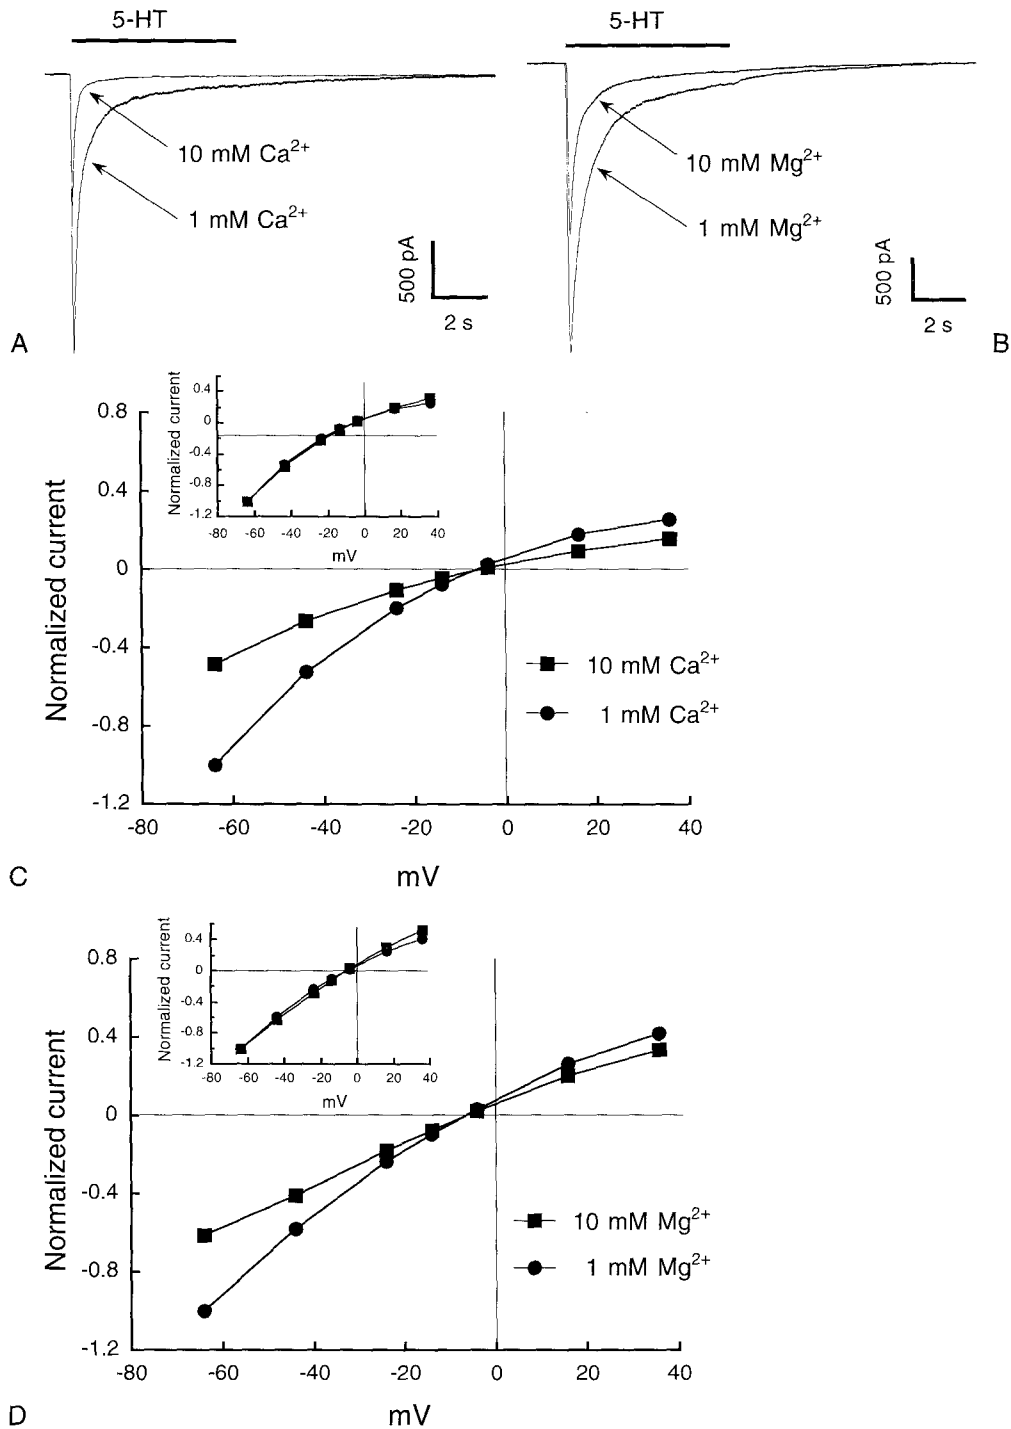 5-HT
10 mM Ca2+
1 mM Ca2+
500 pA
2 s
A
5-HT
10 mM Mg2+
1 mM Mg2+
500 pA
2 s
B
Normalized current
0.4
0
-0.4
-0.8
-1.2
-80 -60 -40 -20 0 20 40
mV
Normalized current
0.8
0.4
0
-0.4
-0.8
-1.2
10 mM Ca2+
1 mM Ca2+
-80 -60 -40 -20 0 20 40
mV
C
Normalized current
0.4
0
-0.4
-0.8
-1.2
-80 -60 -40 -20 0 20 40
mV
Normalized current
0.8
0.4
0
-0.4
-0.8
-1.2
10 mM Mg2+
1 mM Mg2+
-80 -60 -40 -20 0 20 40
mV
D